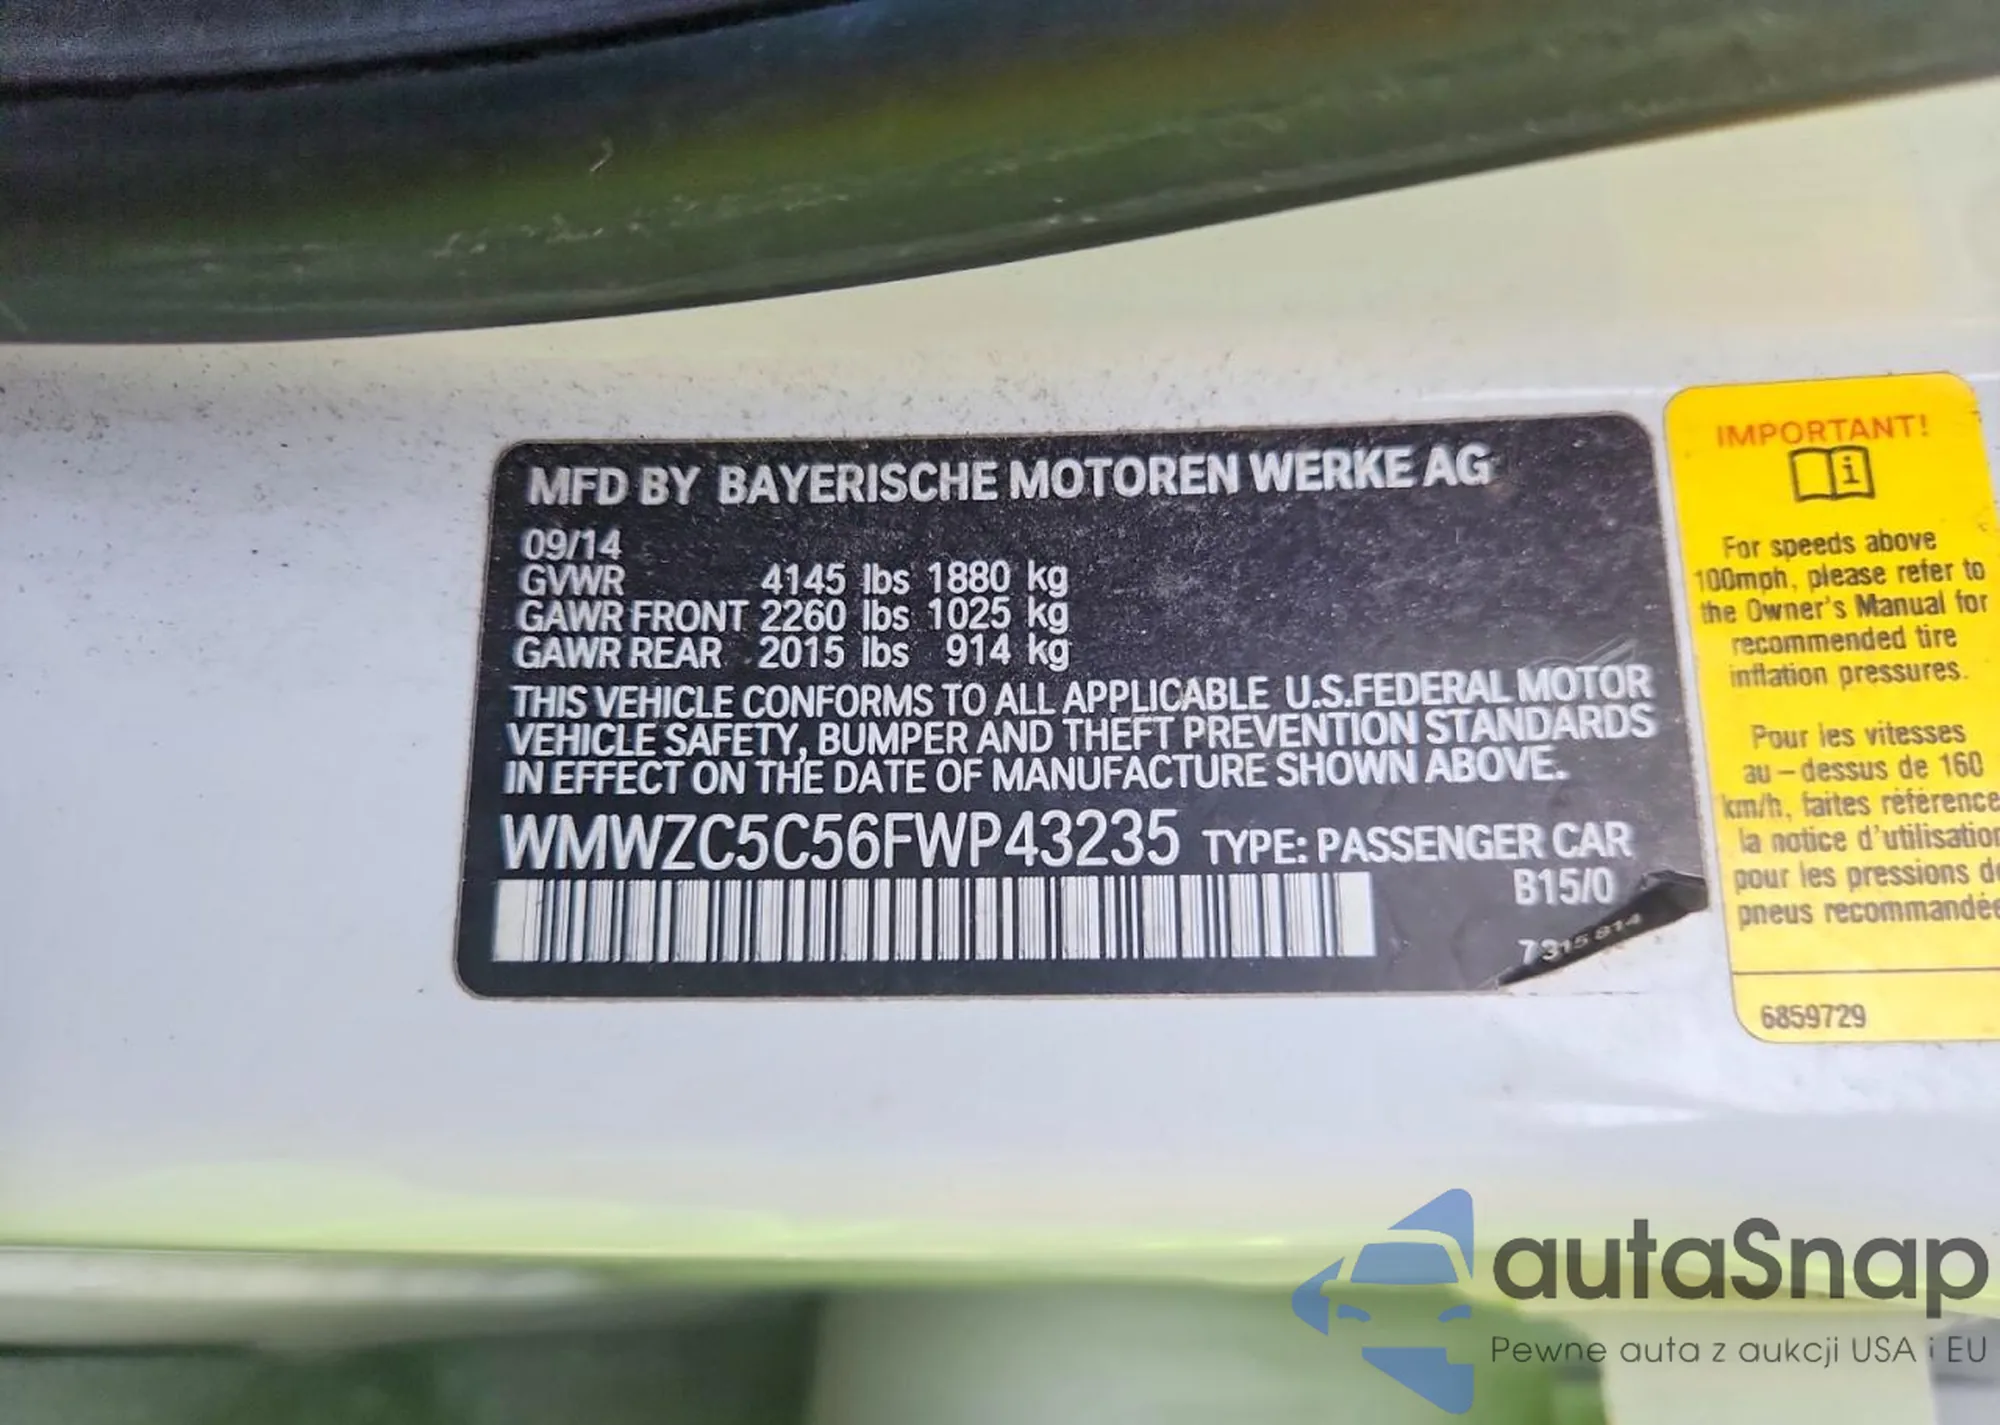 MFD BY BAYERISCHE MOTOREN WERKE AG
09/14
GVWR 4145 lbs 1880 kg
GAWR FRONT 2260 lbs 1025 kg
GAWR REAR 2015 lbs 914 kg
THIS VEHICLE CONFORMS TO ALL APPLICABLE U.S.FEDERAL MOTOR
VEHICLE SAFETY, BUMPER AND THEFT PREVENTION STANDARDS
IN EFFECT ON THE DATE OF MANUFACTURE SHOWN ABOVE.
WMWZC5C56FWP43235 TYPE: PASSENGER CAR
B15/0
7315 814
IMPORTANT!
For speeds above
100mph, please refer to
the Owner's Manual for
recommended tire
inflation pressures.
Pour les vitesses
au-dessus de 160
km/h, faites référence
la notice d'utilisation
pour les pressions de
pneus recommandée
6859729
autaSnap
Pewne auta z aukcji USA i EU